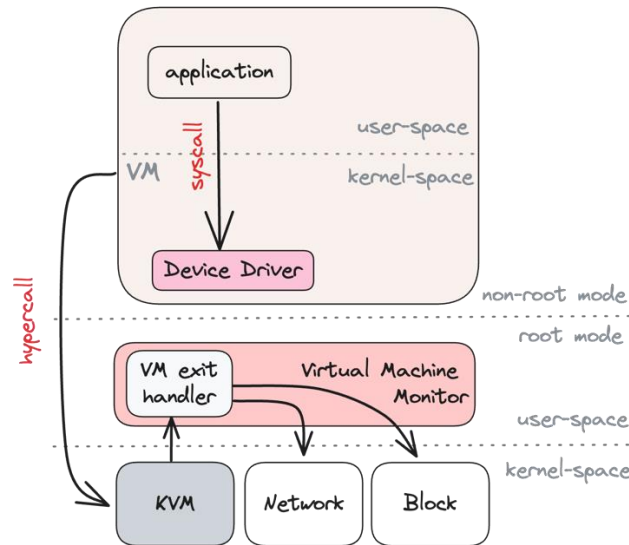 application
user-space
syscall
VM
kernel-space
Device Driver
non-root mode
hypercall
root mode
VM exit
handler
Virtual Machine
Monitor
user-space
kernel-space
KVM
Network
Block